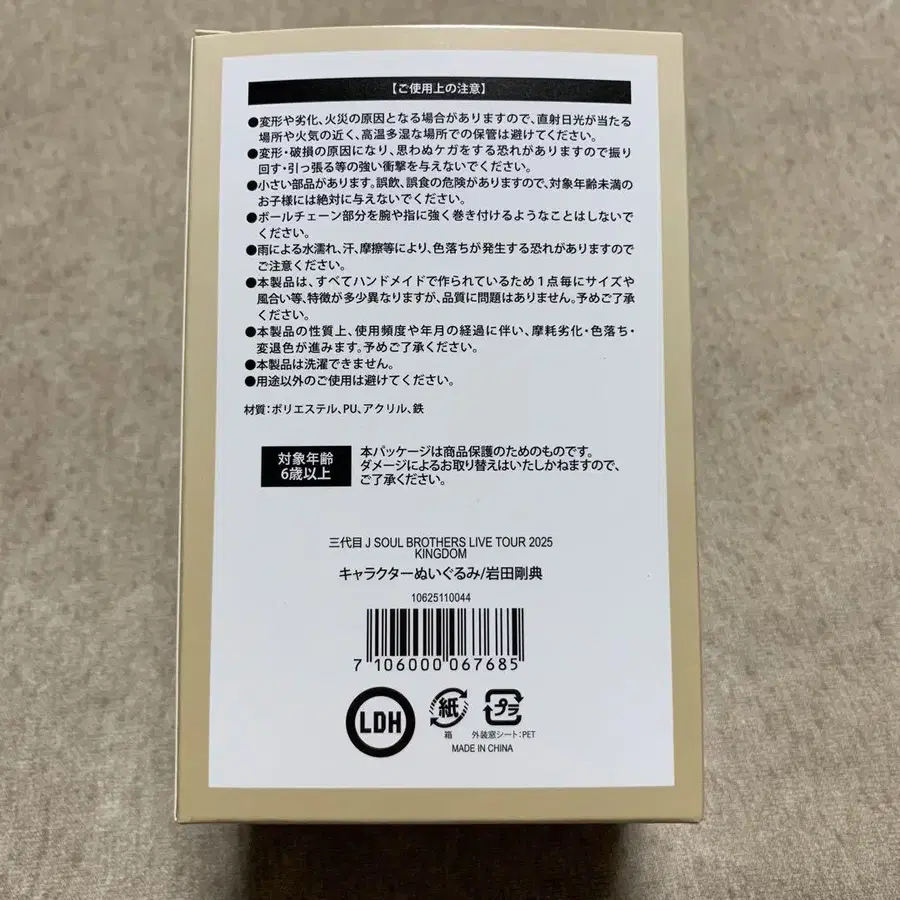 【ご使用上の注意】
●変形や劣化、火災の原因となる場合がありますので、直射日光が当たる
場所や火気の近く、高温多湿な場所での保管は避けてください。
●変形・破損の原因になり、思わぬケガをする恐れがありますので振り
回す・引っ張る等の強い衝撃を与えないでください。
●小さい部品があります。誤飲、誤食の危険がありますので、対象年齢未満の
お子様には絶対に与えないでください。
●ボールチェーン部分を腕や指に強く巻き付けるようなことはしないで
ください。
●雨による水濡れ、汗、摩擦等により、色落ちが発生する恐れがありますので
ご注意ください。
●本製品は、すべてハンドメイドで作られているため1点毎にサイズや
風合い等、特徴が多少異なりますが、品質に問題はありません。予めご了承
ください。
●本製品の性質上、使用頻度や年月の経過に伴い、摩耗劣化・色落ち・
変退色が進みます。予めご了承ください。
●本製品は洗濯できません。
●用途以外のご使用は避けてください。
材質：ポリエステル、PU、アクリル、鉄
対象年齢
6歳以上
本パッケージは商品保護のためのものです。
ダメージによるお取り替えはいたしかねますので、
ご了承ください。
三代目 J SOUL BROTHERS LIVE TOUR 2025
KINGDOM
キャラクターぬいぐるみ/岩田剛典
10625110044
7 106000 067685
LDH
紙
箱
プラ
外装窓シート：PET
MADE IN CHINA